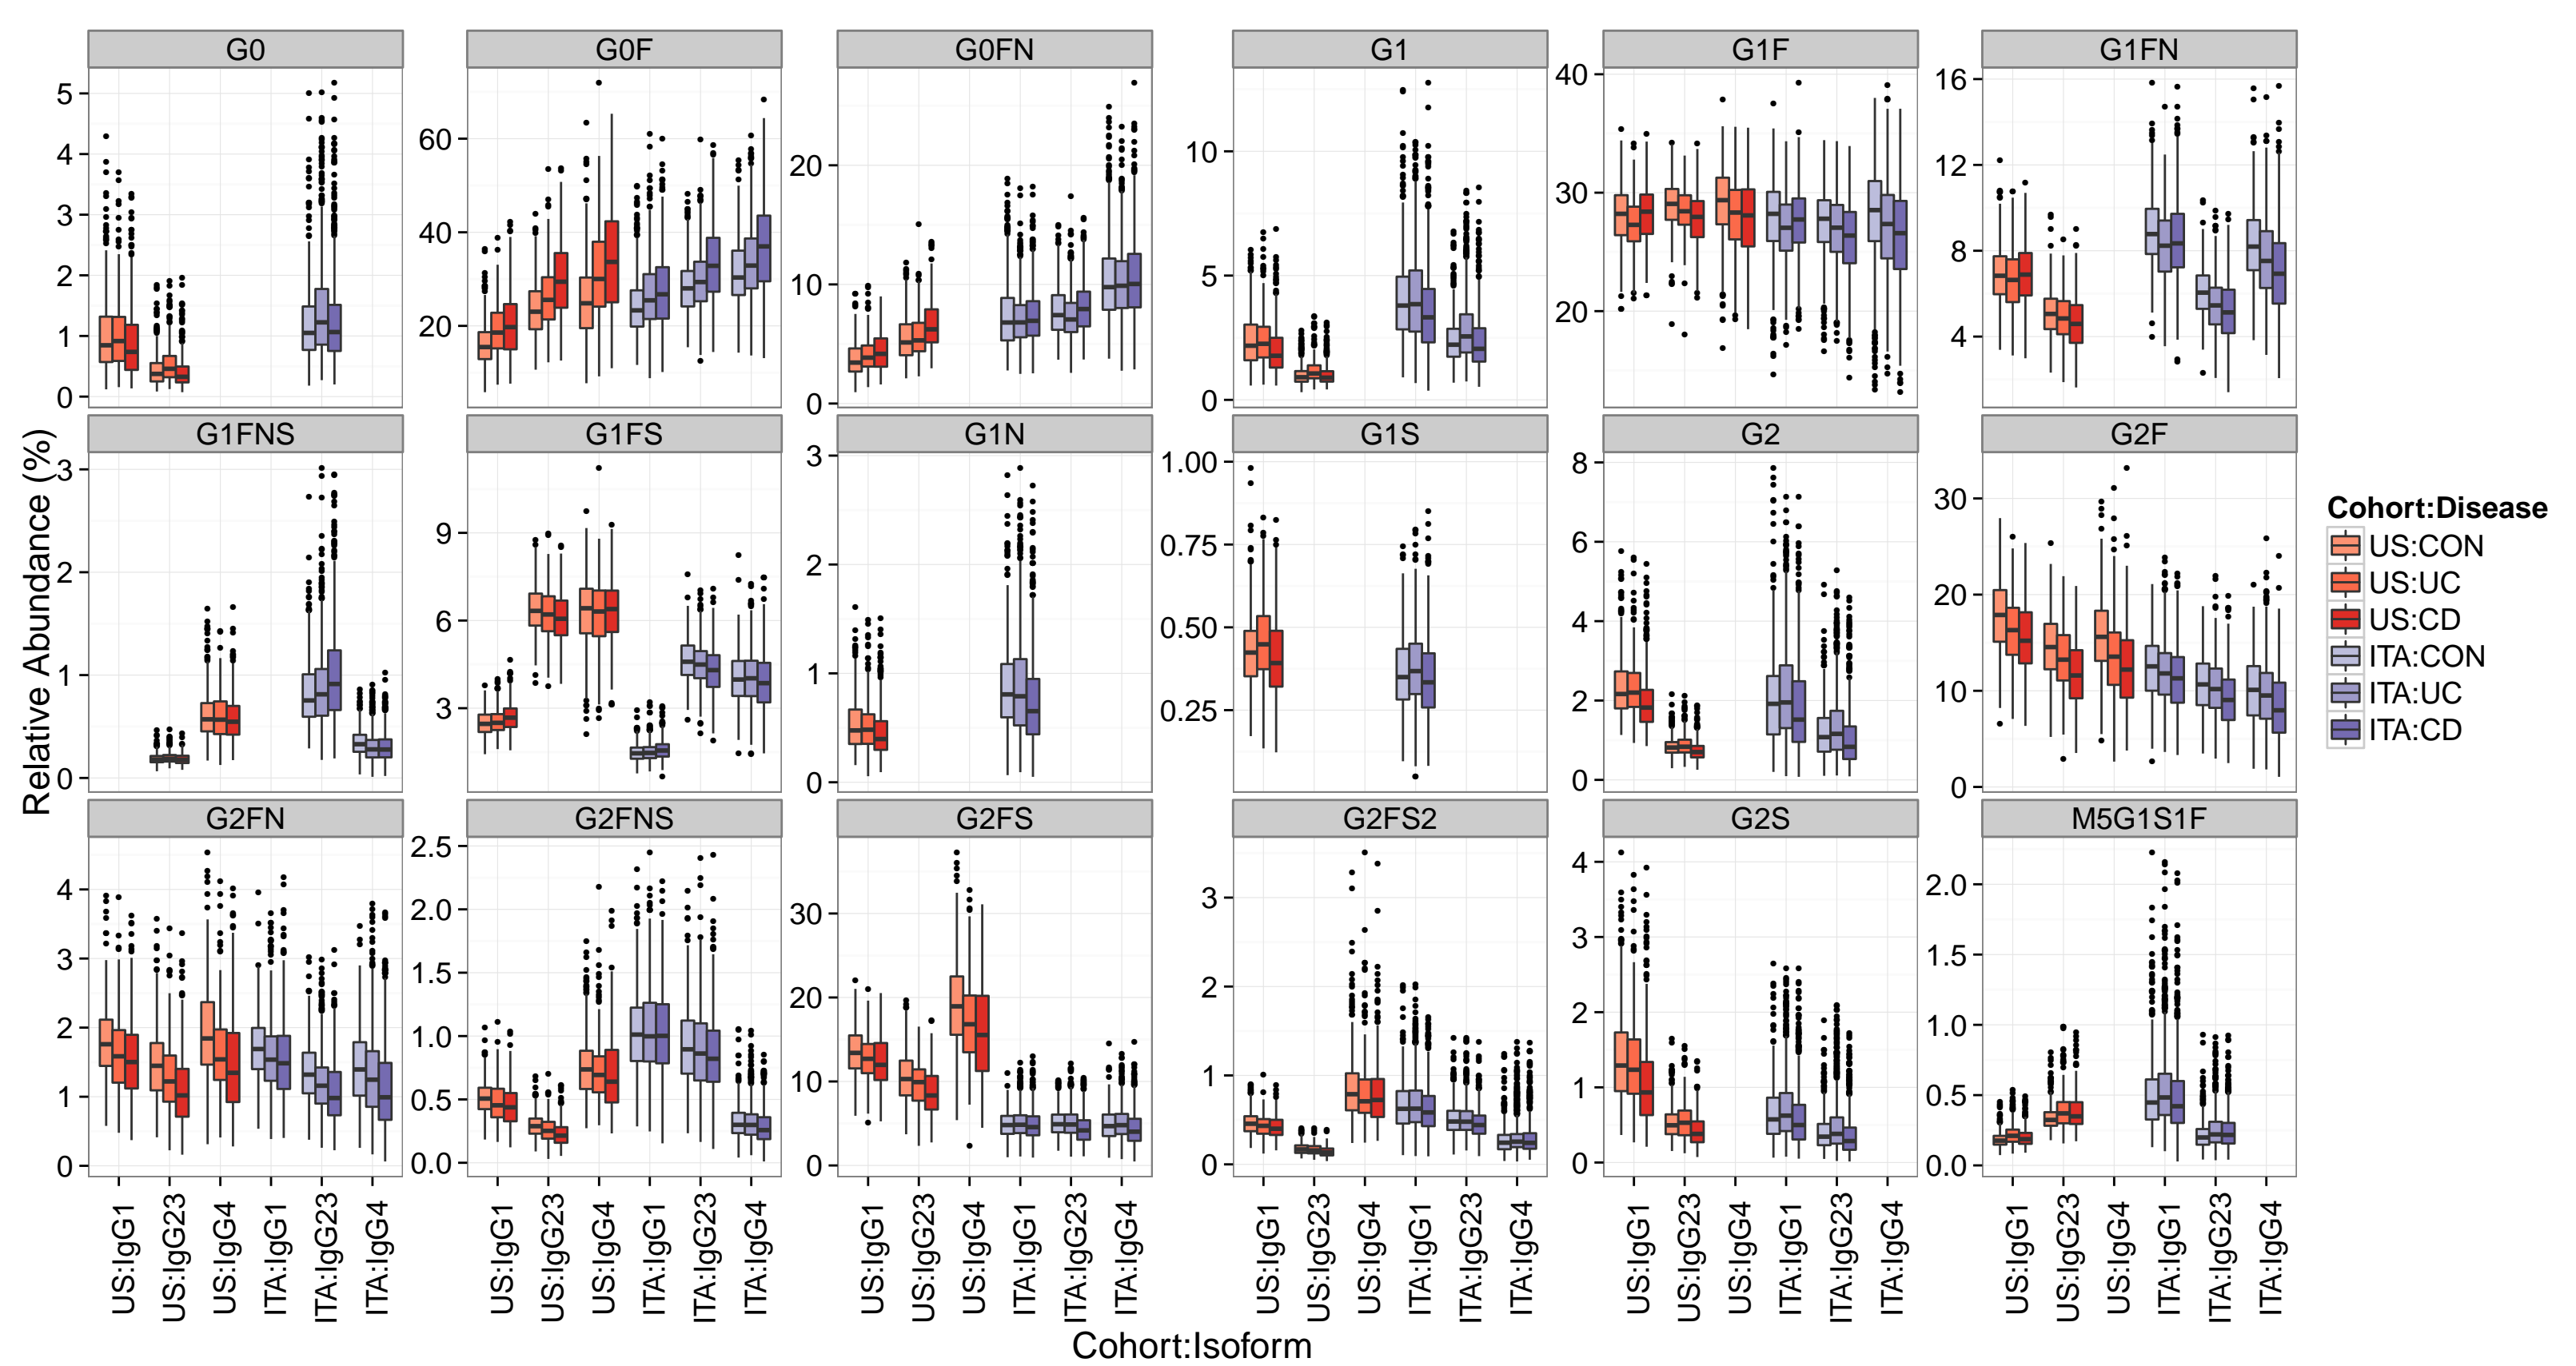 G0 G0F G0FN G1 G1F G1FN
5
4
3
2
1
0
60
40
20
20
10
0
10
5
0
40
30
20
16
12
8
4
G1FNS G1FS G1N G1S G2 G2F
3
2
1
0
9
6
3
3
2
1
0
1.00
0.75
0.50
0.25
8
6
4
2
0
30
20
10
0
G2FN G2FNS G2FS G2FS2 G2S M5G1S1F
4
3
2
1
0
2.5
2.0
1.5
1.0
0.5
0.0
30
20
10
0
3
2
1
0
4
3
2
1
0
2.0
1.5
1.0
0.5
0.0
US:IgG1
US:IgG23
US:IgG4
ITA:IgG1
ITA:IgG23
ITA:IgG4
US:IgG1
US:IgG23
US:IgG4
ITA:IgG1
ITA:IgG23
ITA:IgG4
US:IgG1
US:IgG23
US:IgG4
ITA:IgG1
ITA:IgG23
ITA:IgG4
US:IgG1
US:IgG23
US:IgG4
ITA:IgG1
ITA:IgG23
ITA:IgG4
US:IgG1
US:IgG23
US:IgG4
ITA:IgG1
ITA:IgG23
ITA:IgG4
US:IgG1
US:IgG23
US:IgG4
ITA:IgG1
ITA:IgG23
ITA:IgG4
Relative Abundance (%)
Cohort:Isoform
Cohort:Disease
US:CON
US:UC
US:CD
ITA:CON
ITA:UC
ITA:CD